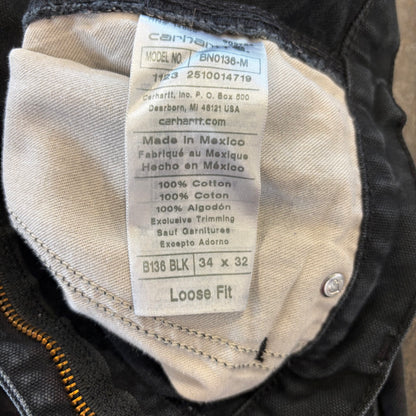 carhartt
MODEL NO BN0136-M
1123 2510014719
Carhartt, Inc. P.O. Box 600
Dearborn, MI 48121 USA
carhartt.com
Made in Mexico
Fabriqué au Mexique
Hecho en México
100% Cotton
100% Coton
100% Algodón
Exclusive Trimming
Sauf Garnitures
Excepto Adorno
B136 BLK 34 x 32
Loose Fit